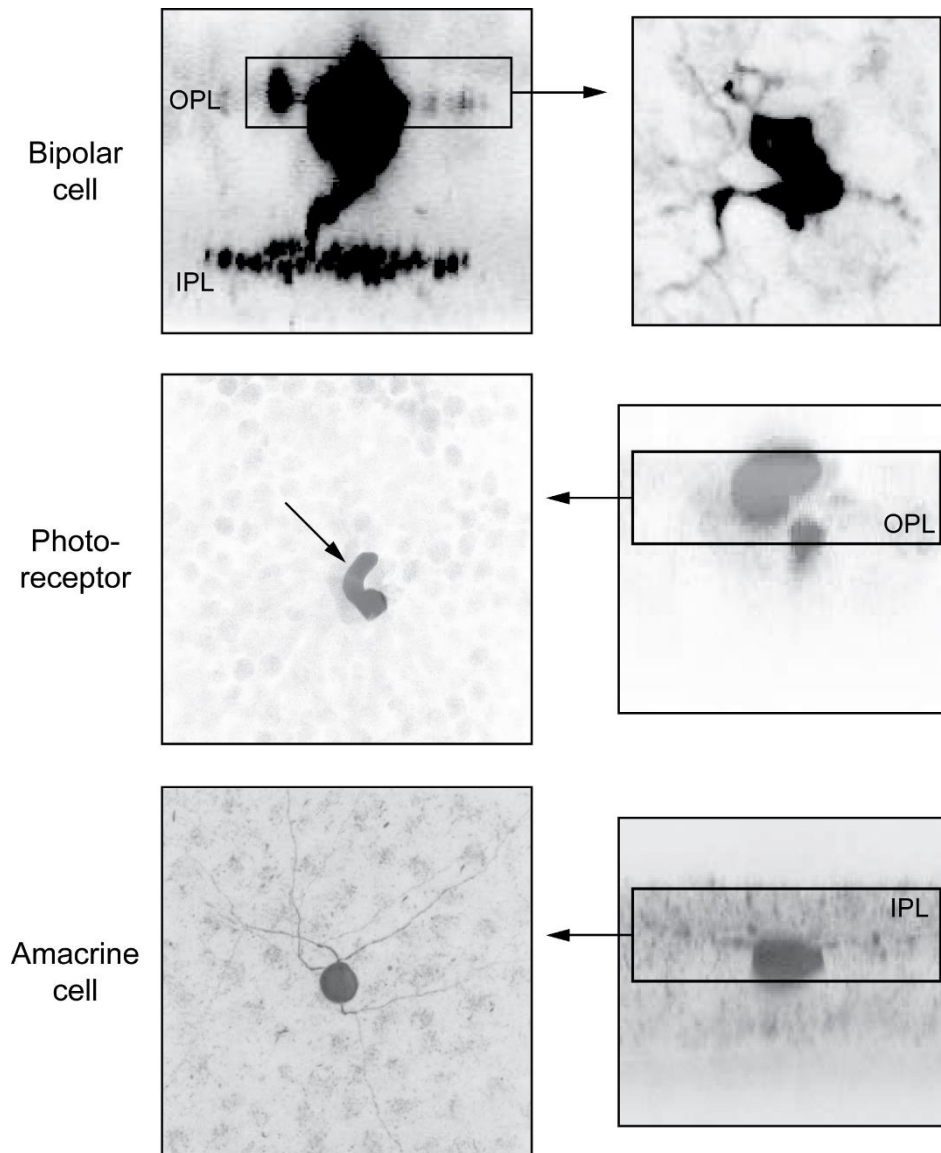 OPL
IPL
Bipolar
cell
Photo-
receptor
OPL
Amacrine
cell
IPL